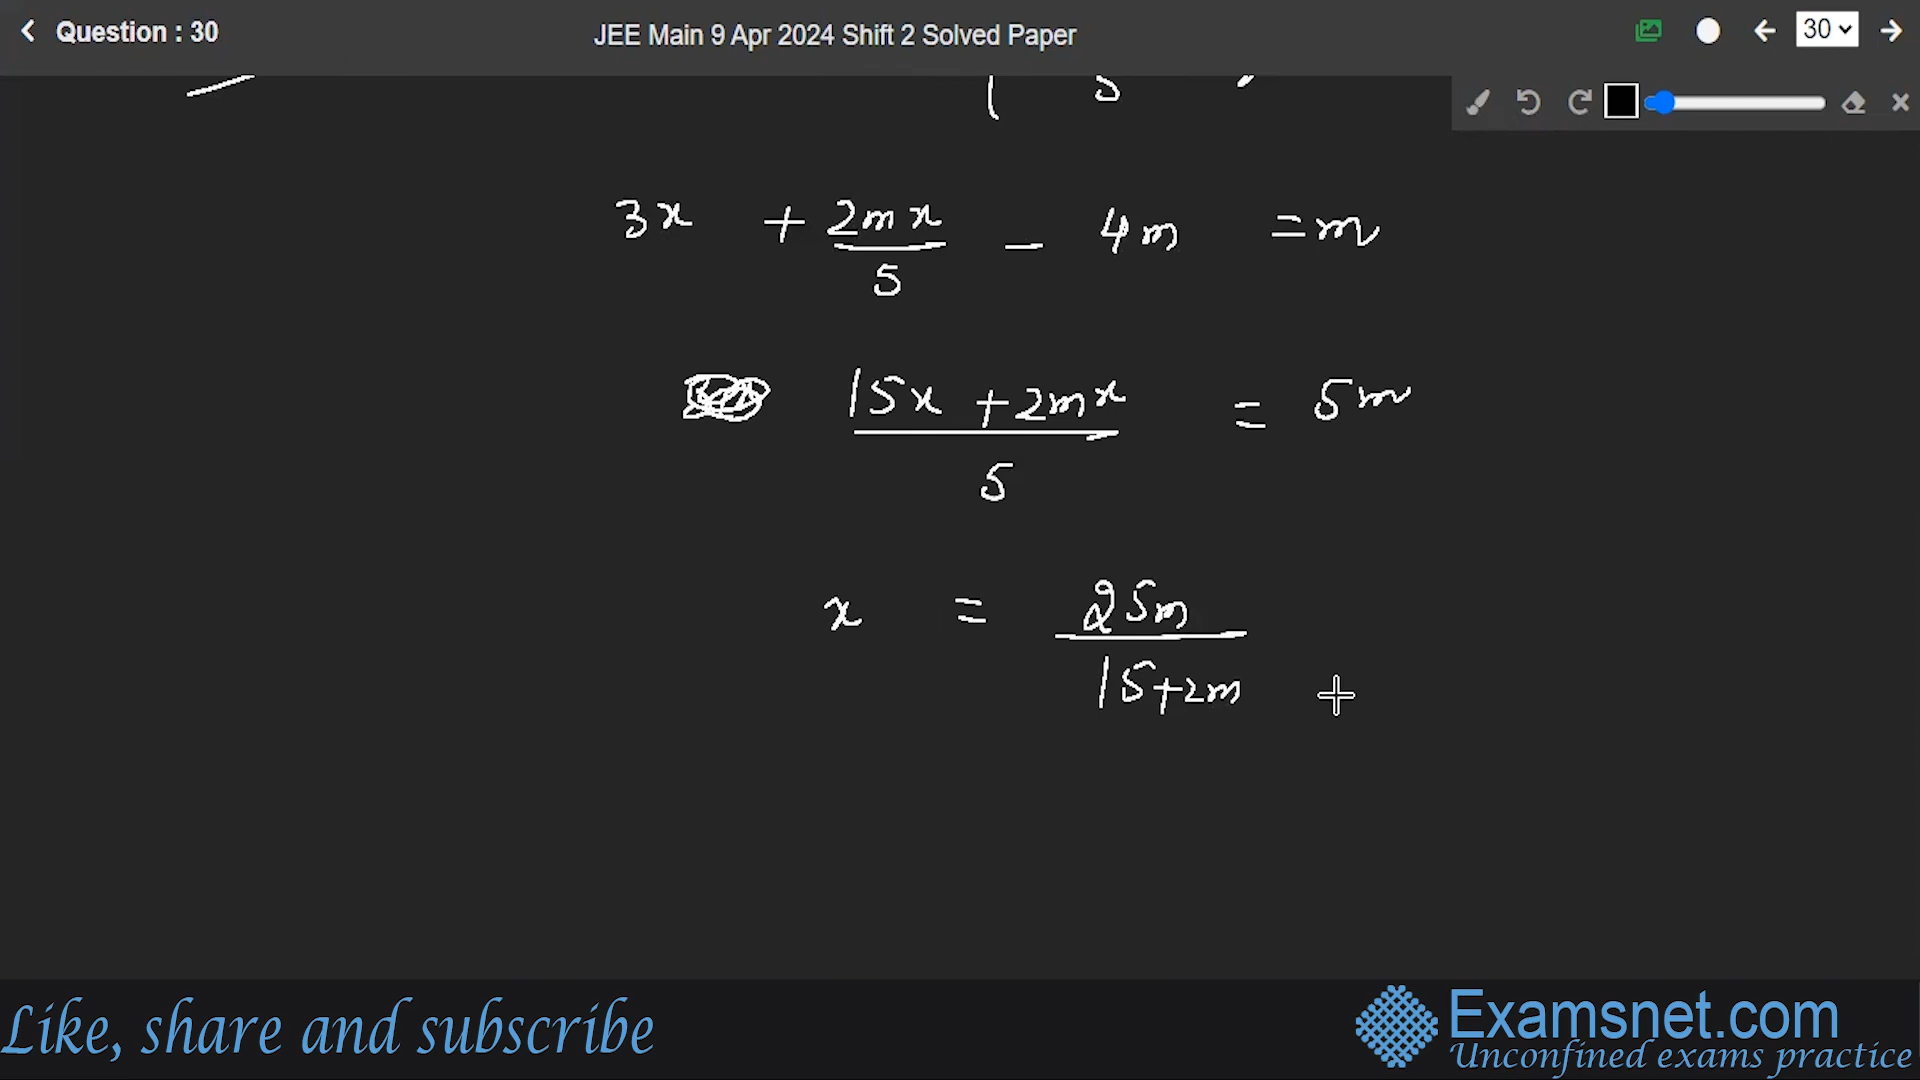 Question : 30
JEE Main 9 Apr 2024 Shift 2 Solved Paper
30
( 5
3x + 2mx/5 - 4m = m
15x + 2mx/5 = 5m
x = 25m/15+2m
Like, share and subscribe
Examsnet.com
Unconfined exams practice